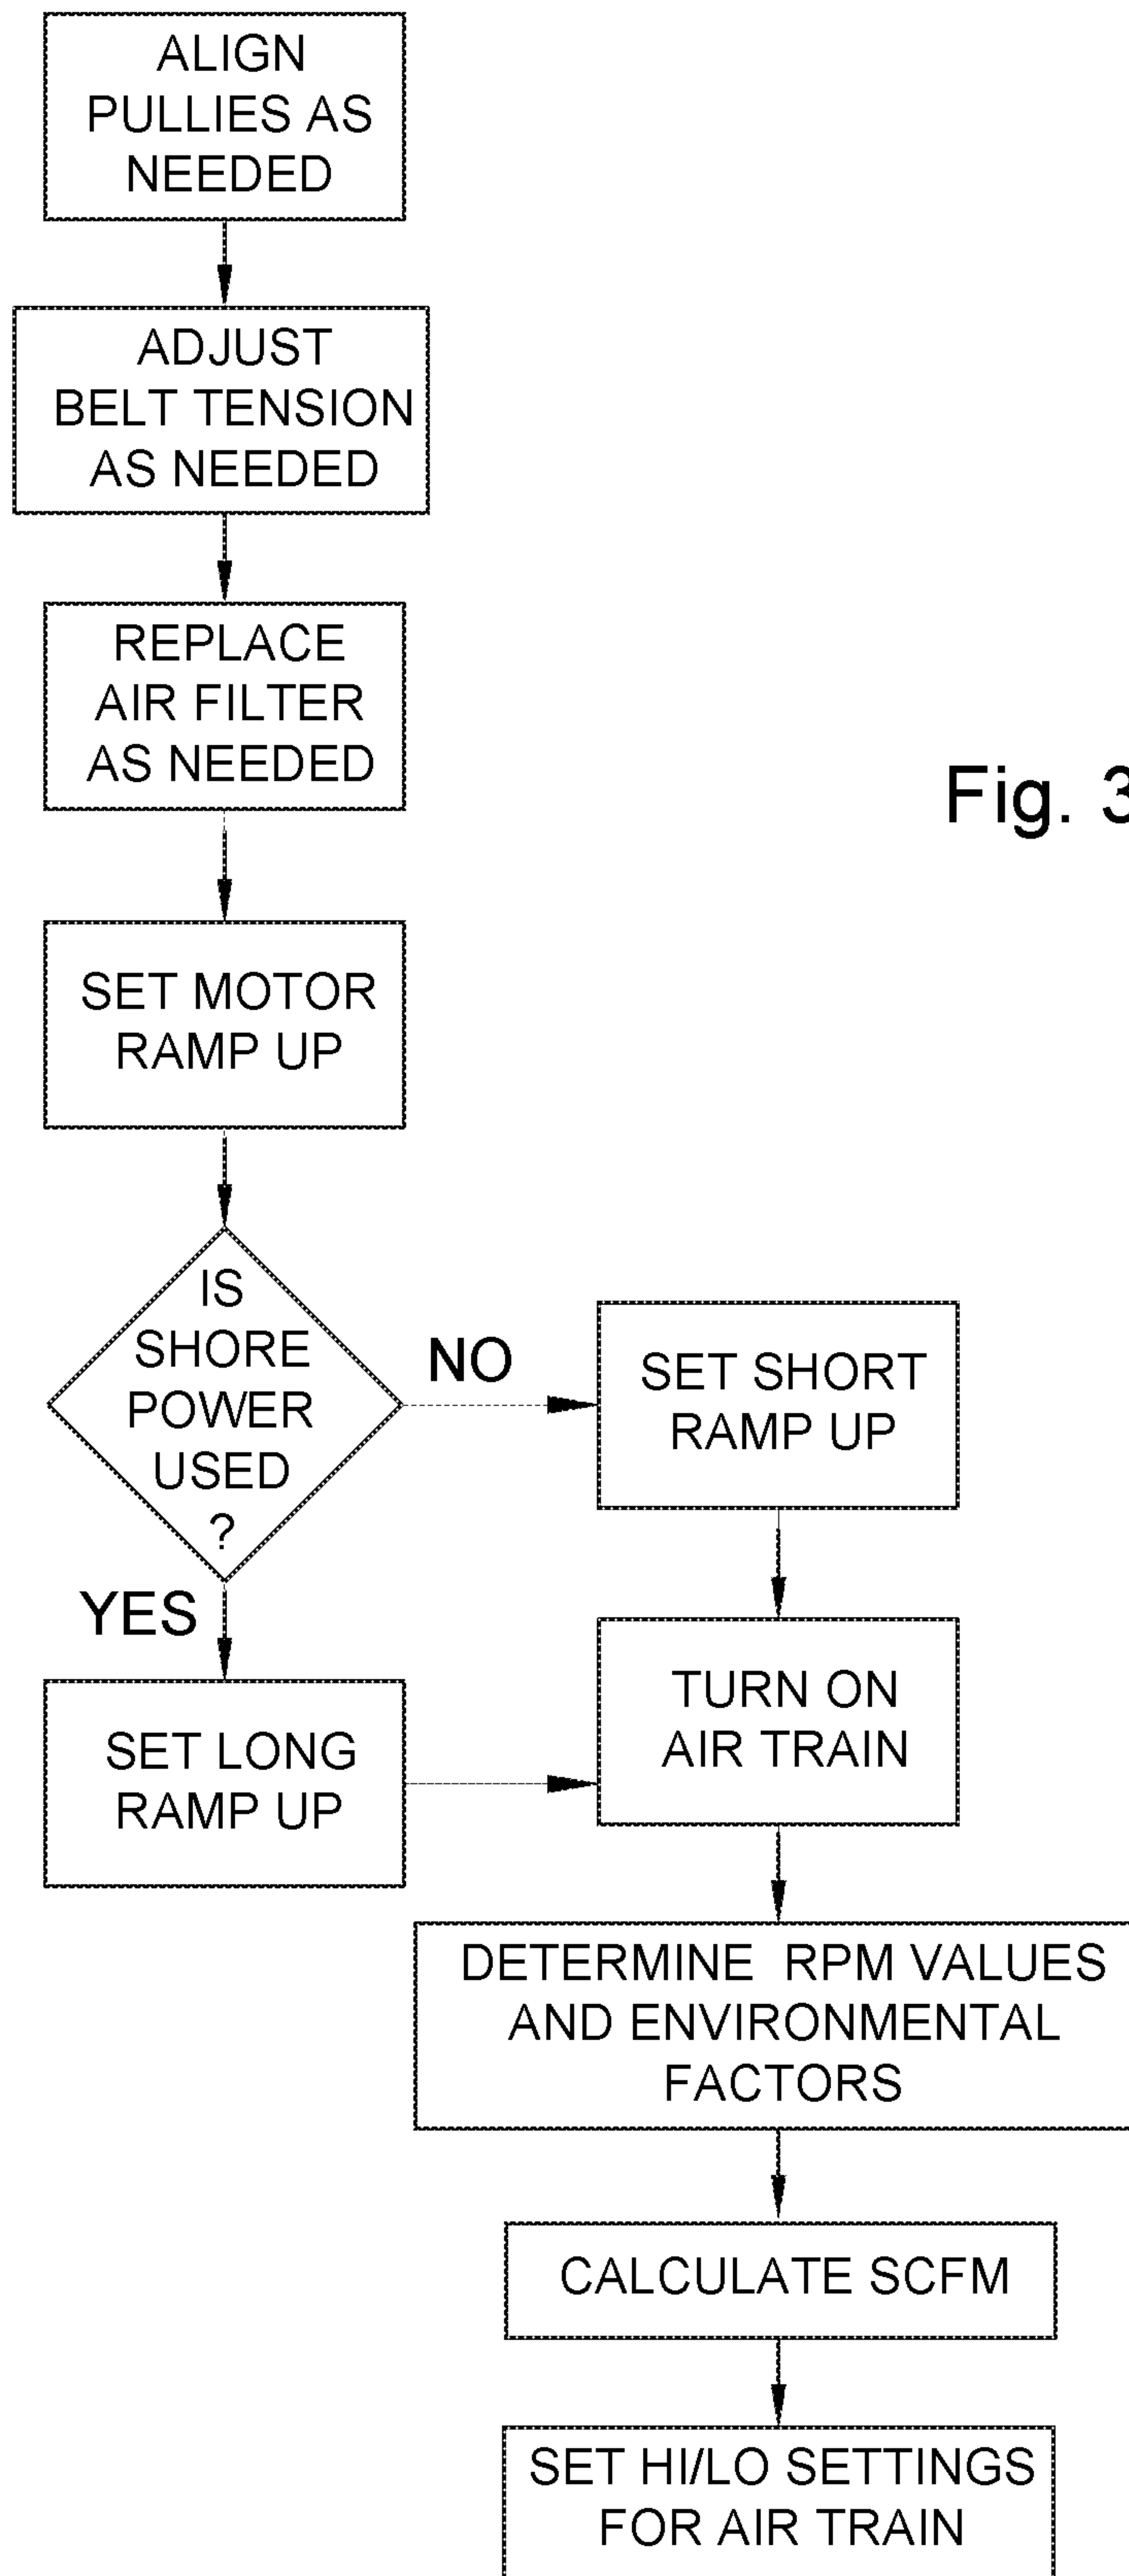 ALIGN
PULLIES AS
NEEDED
ADJUST
BELT TENSION
AS NEEDED
REPLACE
AIR FILTER
AS NEEDED
Fig. 3
SET MOTOR
RAMP UP
IS
SHORE
POWER
USED
?
NO
SET SHORT
RAMP UP
YES
SET LONG
RAMP UP
TURN ON
AIR TRAIN
DETERMINE RPM VALUES
AND ENVIRONMENTAL
FACTORS
CALCULATE SCFM
SET HI/LO SETTINGS
FOR AIR TRAIN